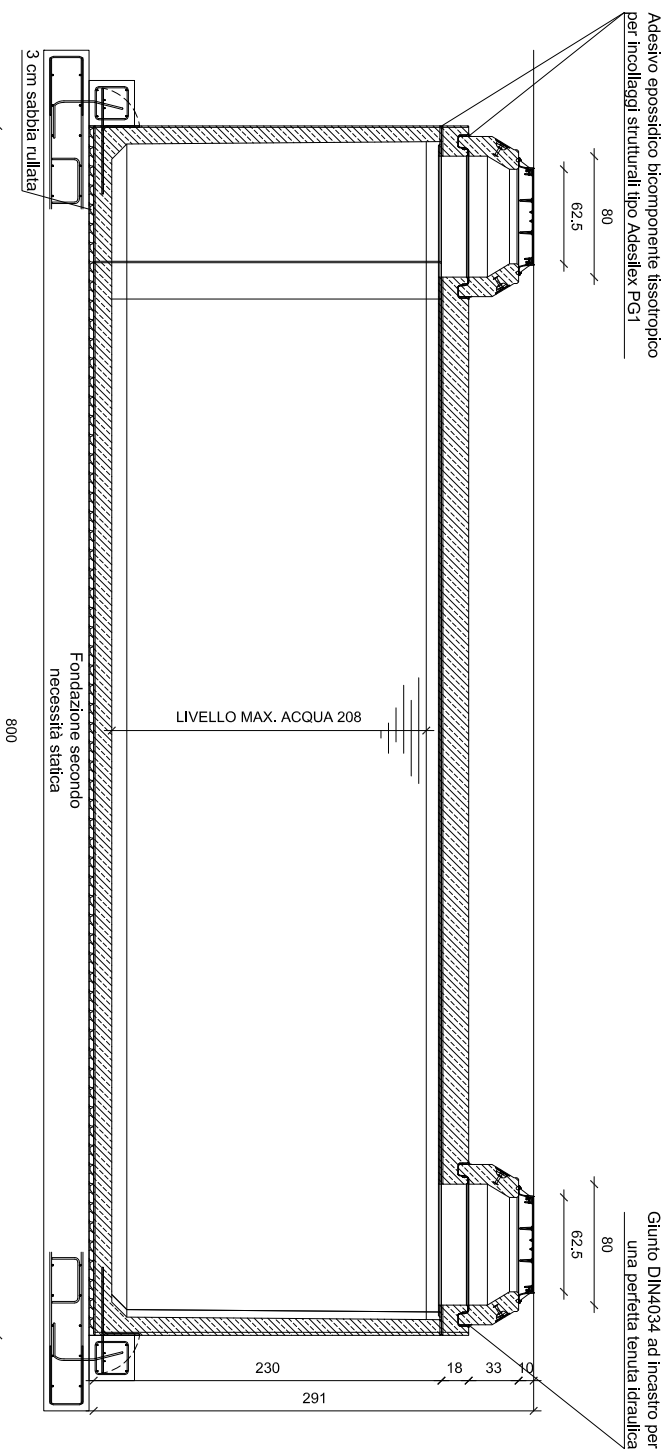 Adesivo epossidico bicomponente tissotropico
per incollaggi strutturali tipo Adesilex PG1
Giunto DIN4034 ad incastro per
una perfetta tenuta idraulica
80
62.5
80
62.5
10
33
18
230
291
LIVELLO MAX. ACQUA 208
3 cm sabbia rullata
Fondazione secondo
necessità statica
800